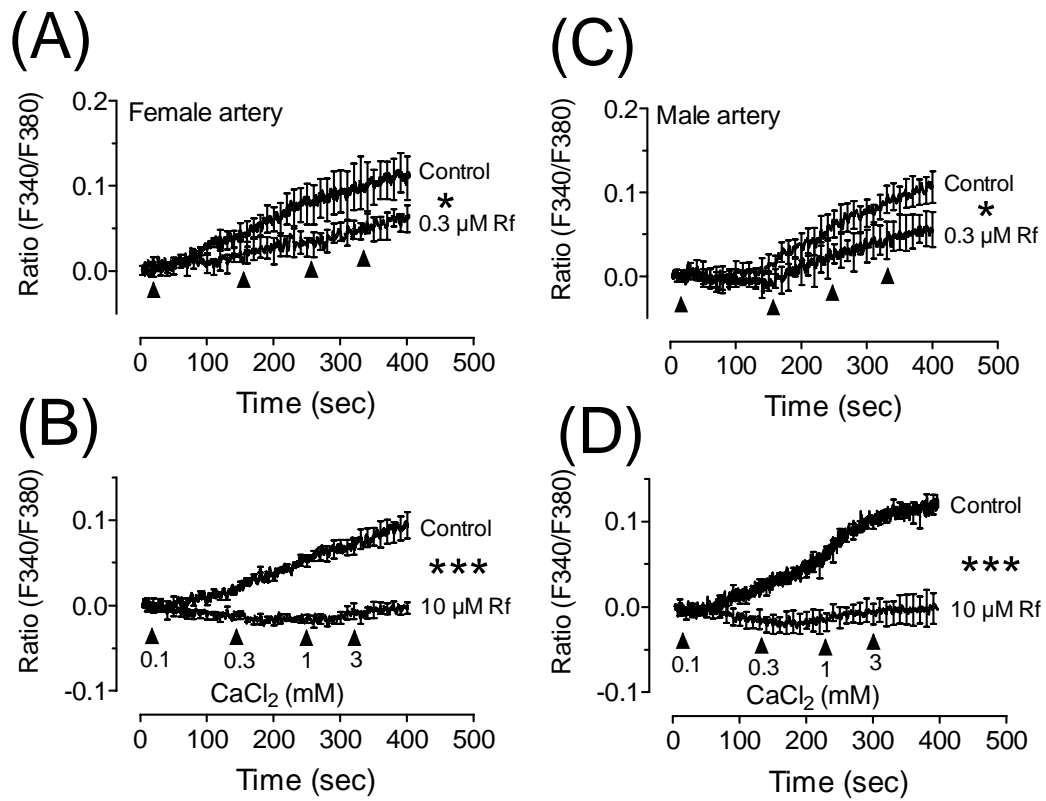 (A)
Female artery
Ratio (F340/F380)
0.2
0.1
0.0
Control
*
0.3 µM Rf
0 100 200 300 400 500
Time (sec)
(C)
Male artery
Ratio (F340/F380)
0.2
0.1
0.0
Control
*
0.3 µM Rf
0 100 200 300 400 500
Time (sec)
(B)
Ratio (F340/F380)
0.1
0.0
-0.1
Control
***
10 µM Rf
0.1 0.3 1 3
CaCl₂ (mM)
0 100 200 300 400 500
Time (sec)
(D)
Ratio (F340/F380)
0.1
0.0
-0.1
Control
***
10 µM Rf
0.1 0.3 1 3
CaCl₂ (mM)
0 100 200 300 400 500
Time (sec)